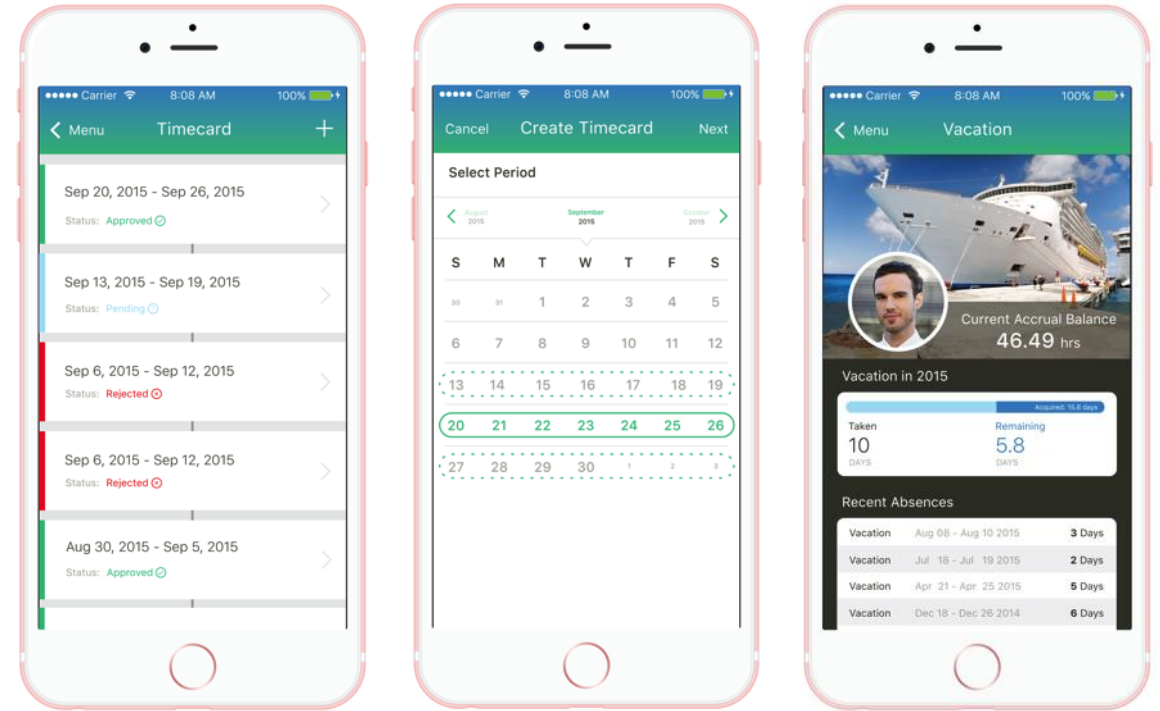 Carrier 8:08 AM 100%
Menu Timecard +
Sep 20, 2015 - Sep 26, 2015
Status: Approved
Sep 13, 2015 - Sep 19, 2015
Status: Pending
Sep 6, 2015 - Sep 12, 2015
Status: Rejected
Sep 6, 2015 - Sep 12, 2015
Status: Rejected
Aug 30, 2015 - Sep 5, 2015
Status: Approved
Carrier 8:08 AM 100%
Cancel Create Timecard Next
Select Period
August September October
2015 2015 2015
S M T W T F S
30 31 1 2 3 4 5
6 7 8 9 10 11 12
13 14 15 16 17 18 19
20 21 22 23 24 25 26
27 28 29 30 1 2 3
Carrier 8:08 AM 100%
Menu Vacation
Current Accrual Balance
46.49 hrs
Vacation in 2015
Acquired: 15.8 days
Taken Remaining
10 5.8
DAYS DAYS
Recent Absences
Vacation Aug 08 - Aug 10 2015 3 Days
Vacation Jul 18 - Jul 19 2015 2 Days
Vacation Apr 21 - Apr 25 2015 5 Days
Vacation Dec 18 - Dec 26 2014 6 Days